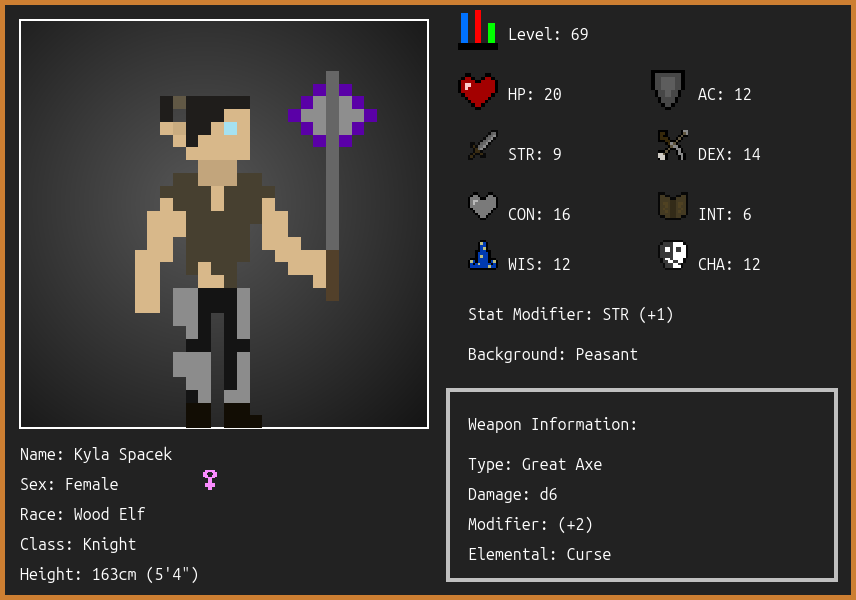 Level: 69
HP: 20
AC: 12
STR: 9
DEX: 14
CON: 16
INT: 6
WIS: 12
CHA: 12
Stat Modifier: STR (+1)
Background: Peasant
Weapon Information:
Type: Great Axe
Damage: d6
Modifier: (+2)
Elemental: Curse
Name: Kyla Spacek
Sex: Female
Race: Wood Elf
Class: Knight
Height: 163cm (5'4")